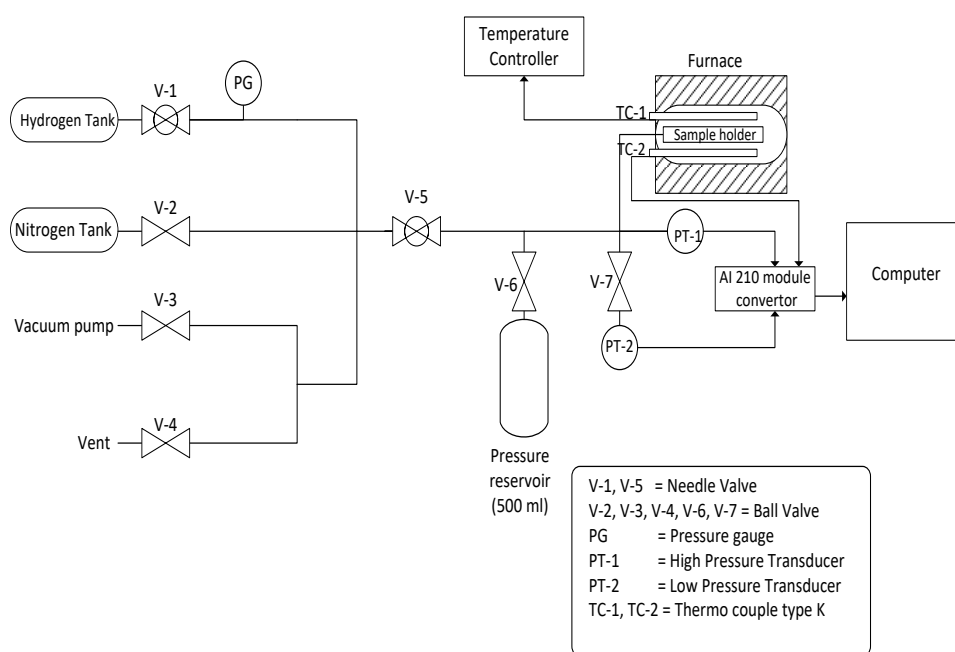 Temperature
Controller
Furnace
V-1
PG
Hydrogen Tank
TC-1
Sample holder
TC-2
V-2
Nitrogen Tank
V-5
PT-1
V-6
V-7
AI 210 module
convertor
Computer
V-3
Vacuum pump
PT-2
V-4
Vent
Pressure
reservoir
(500 ml)
V-1, V-5 = Needle Valve
V-2, V-3, V-4, V-6, V-7 = Ball Valve
PG = Pressure gauge
PT-1 = High Pressure Transducer
PT-2 = Low Pressure Transducer
TC-1, TC-2 = Thermo couple type K